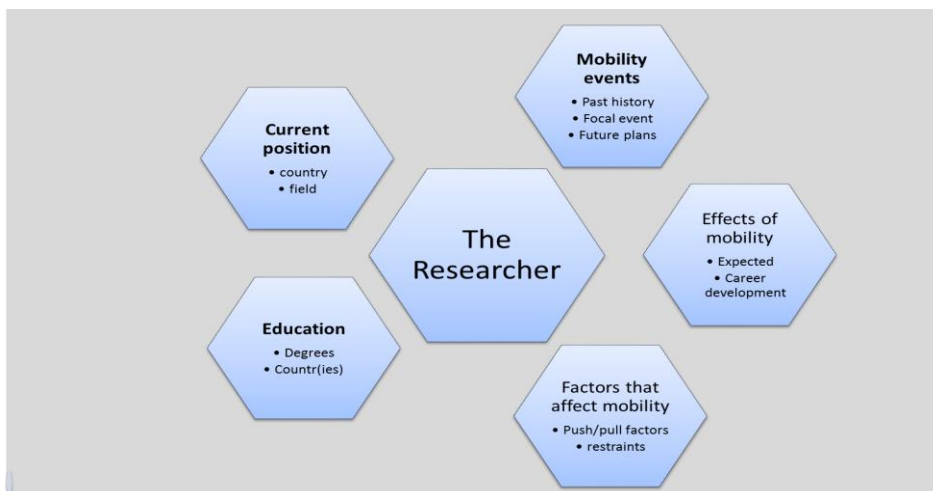 Mobility
events
• Past history
• Focal event
• Future plans
Current
position
• country
• field
The
Researcher
Effects of
mobility
• Expected
• Career
development
Education
• Degrees
• Countr(ies)
Factors that
affect mobility
• Push/pull factors
• restraints